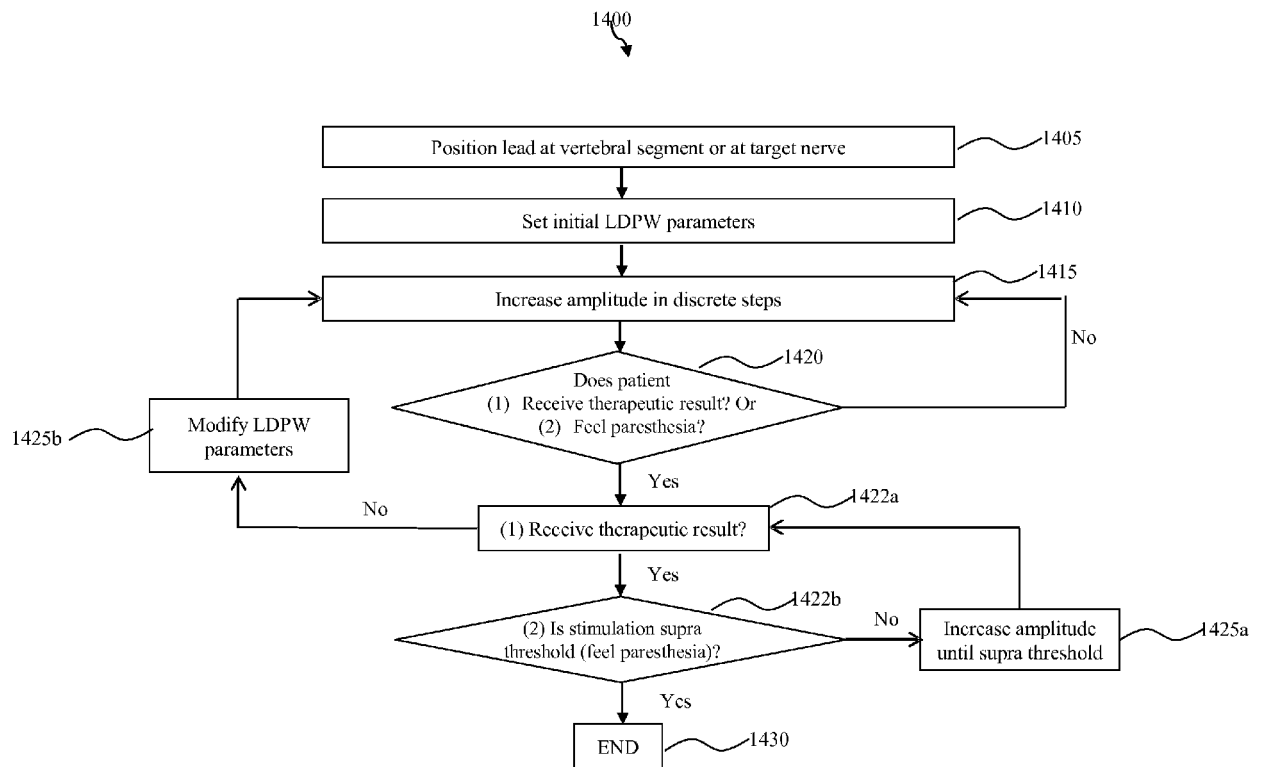 1400
Position lead at vertebral segment or at target nerve
1405
Set initial LDPW parameters
1410
1415
Increase amplitude in discrete steps
No
1420
Does patient
(1) Receive therapeutic result? Or
(2) Feel paresthesia?
1425b
Modify LDPW
parameters
Yes
1422a
No
(1) Receive therapeutic result?
Yes
1422b
(2) Is stimulation supra
threshold (feel paresthesia)?
No
Increase amplitude
until supra threshold
1425a
Yes
END
1430